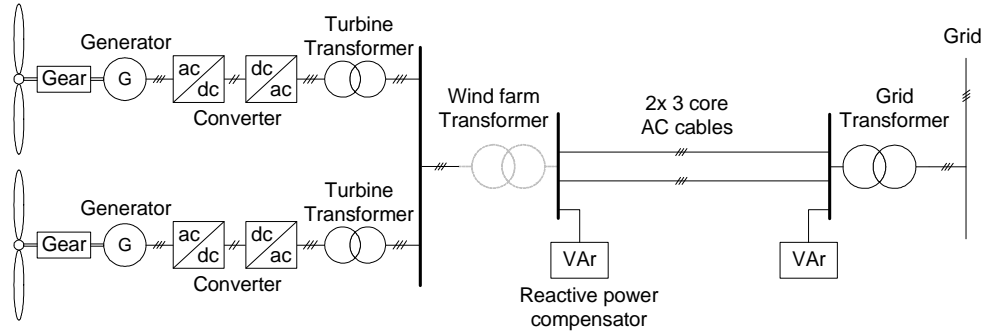 Generator
Turbine
Transformer
Gear
G
ac
dc
dc
ac
Converter
Wind farm
Transformer
2x 3 core
AC cables
Grid
Transformer
Grid
Generator
Turbine
Transformer
Gear
G
ac
dc
dc
ac
Converter
VAr
Reactive power
compensator
VAr